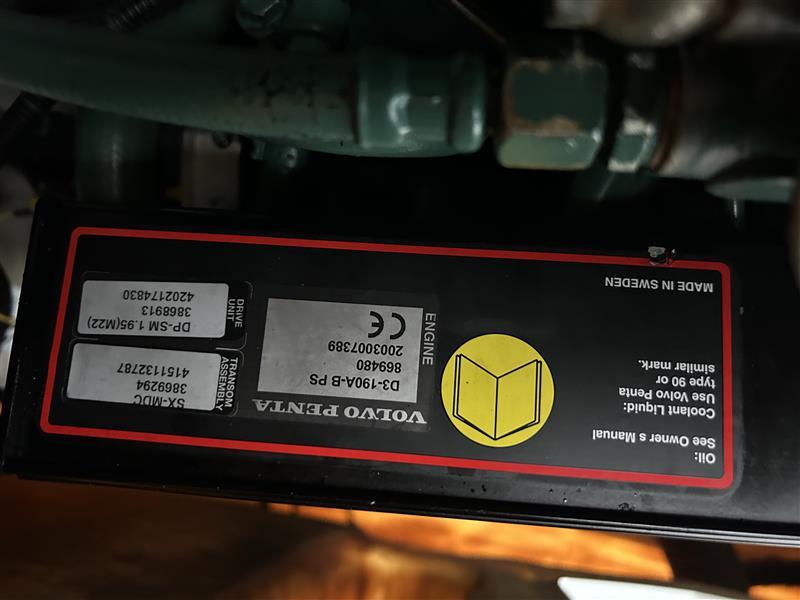 Oil:
See Owner s Manual
Coolant Liquid:
Use Volvo Penta
type 90 or
similar mark.
MADE IN SWEDEN
VOLVO PENTA
ENGINE
D3-190A-B PS
869480
2003007389
CE
TRANSOM
ASSEMBLY
SX-MDC
3869294
4151132787
DRIVE
UNIT
DP-SM 1.95(M22)
3868913
4202174830